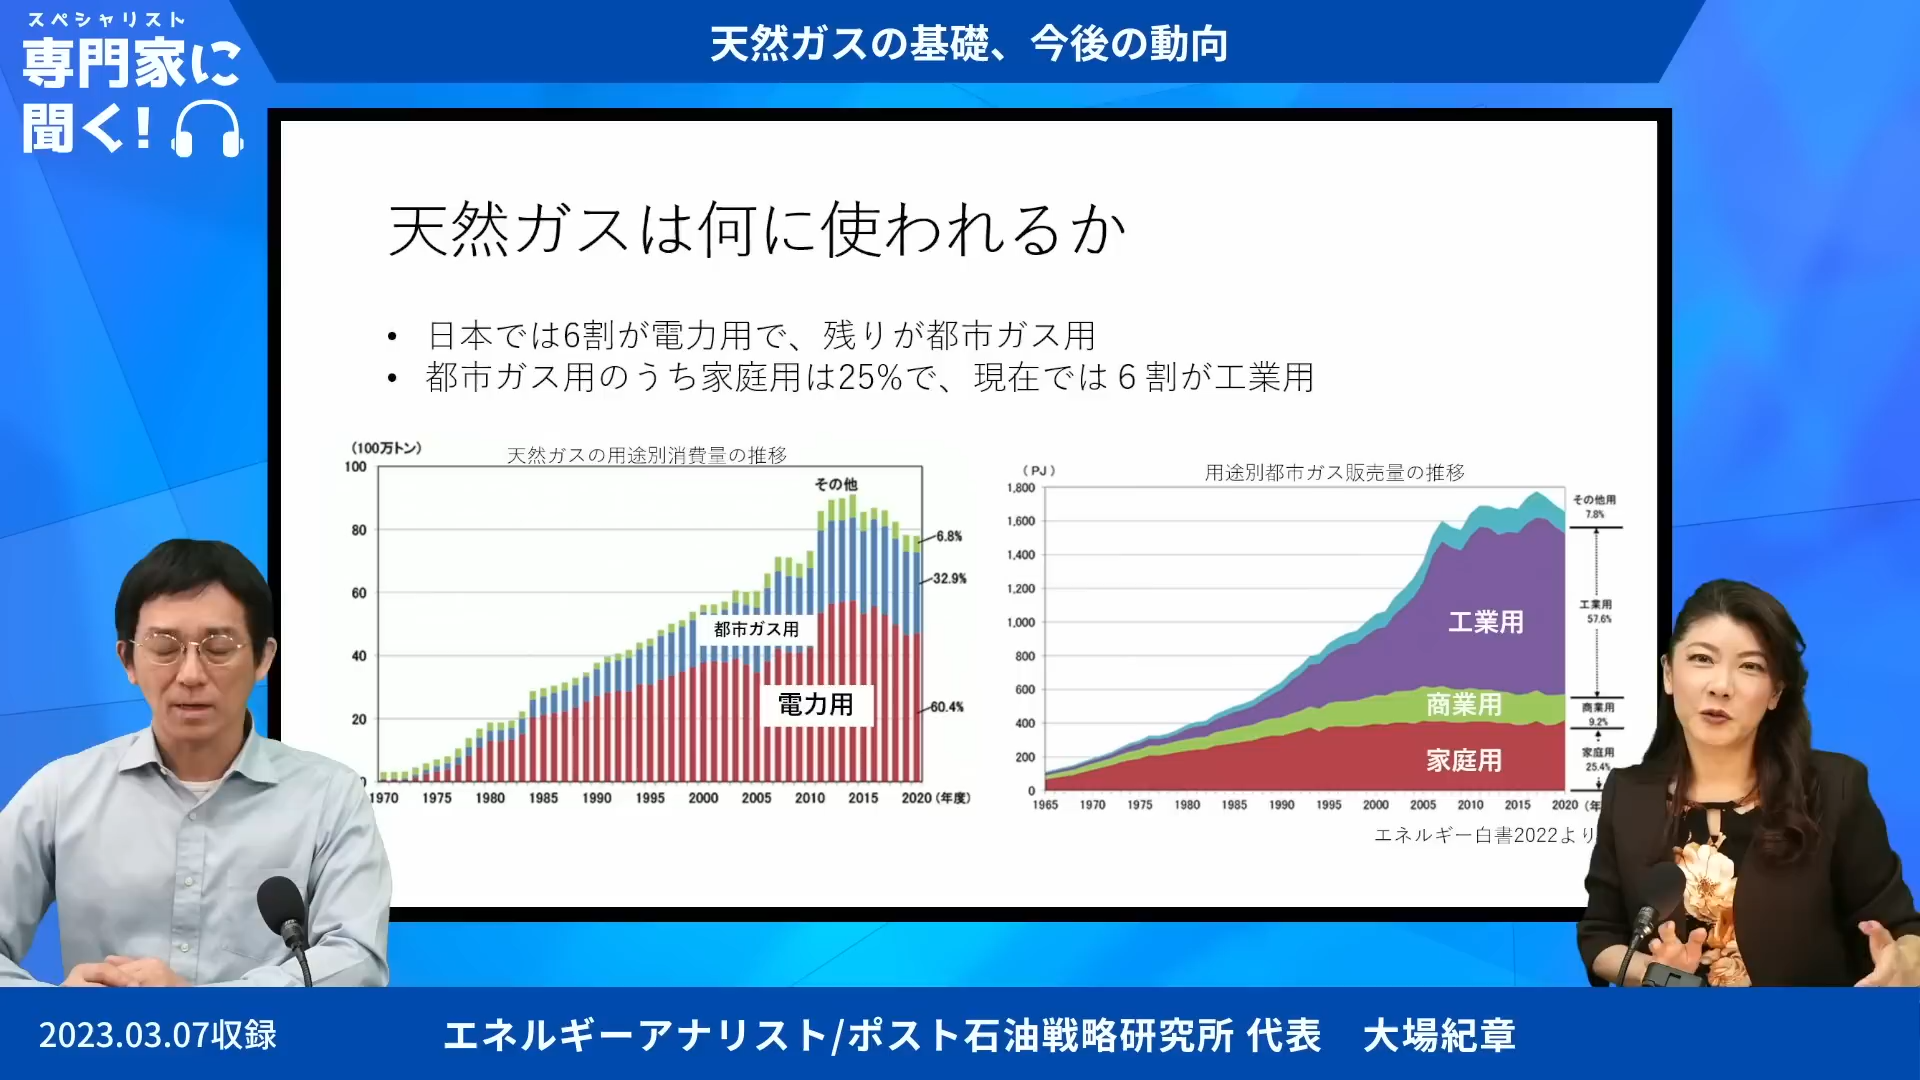 スペシャリスト
専門家に
聞く!
天然ガスの基礎、今後の動向
天然ガスは何に使われるか
• 日本では6割が電力用で、残りが都市ガス用
• 都市ガス用のうち家庭用は25%で、現在では６割が工業用
(100万トン)
天然ガスの用途別消費量の推移
100
80
60
40
20
0
その他
都市ガス用
電力用
6.8%
32.9%
60.4%
1970 1975 1980 1985 1990 1995 2000 2005 2010 2015 2020 (年度)
(PJ)
用途別都市ガス販売量の推移
1,800
1,600
1,400
1,200
1,000
800
600
400
200
0
工業用
商業用
家庭用
その他用
7.8%
工業用
57.6%
商業用
9.2%
家庭用
25.4%
1965 1970 1975 1980 1985 1990 1995 2000 2005 2010 2015 2020 (年
エネルギー白書2022より
2023.03.07収録
エネルギーアナリスト/ポスト石油戦略研究所 代表　大場紀章